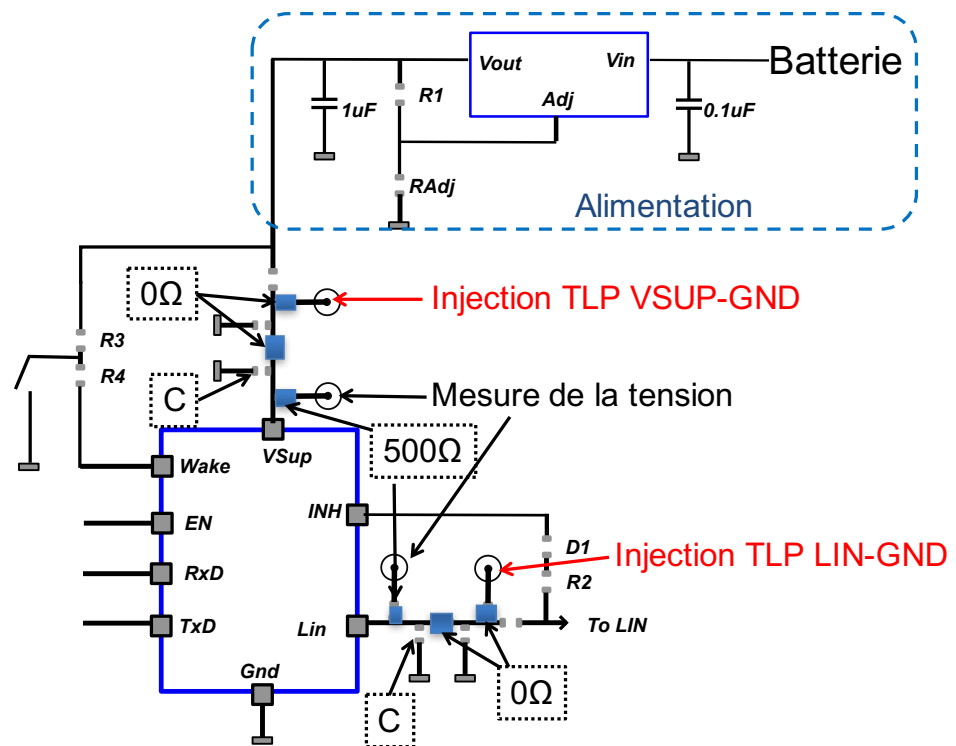 Vout
Vin
Batterie
R1
1uF
Adj
0.1uF
RAdj
Alimentation
0Ω
Injection TLP VSUP-GND
R3
R4
C
Mesure de la tension
500Ω
VSup
Wake
INH
EN
D1
Injection TLP LIN-GND
RxD
R2
TxD
Lin
To LIN
Gnd
0Ω
C